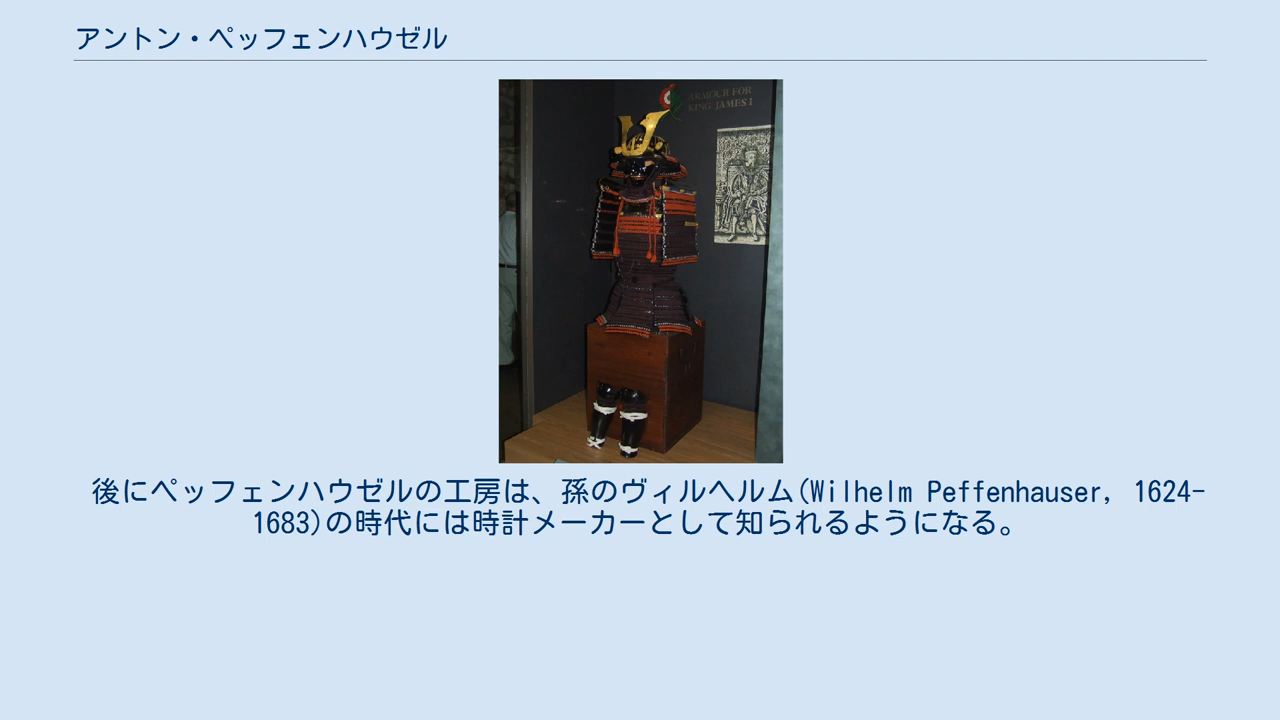 アントン・ペッフェンハウゼル
ARMOUR FOR
KING JAMES I
後にペッフェンハウゼルの工房は、孫のヴィルヘルム(Wilhelm Peffenhauser, 1624-
1683)の時代には時計メーカーとして知られるようになる。